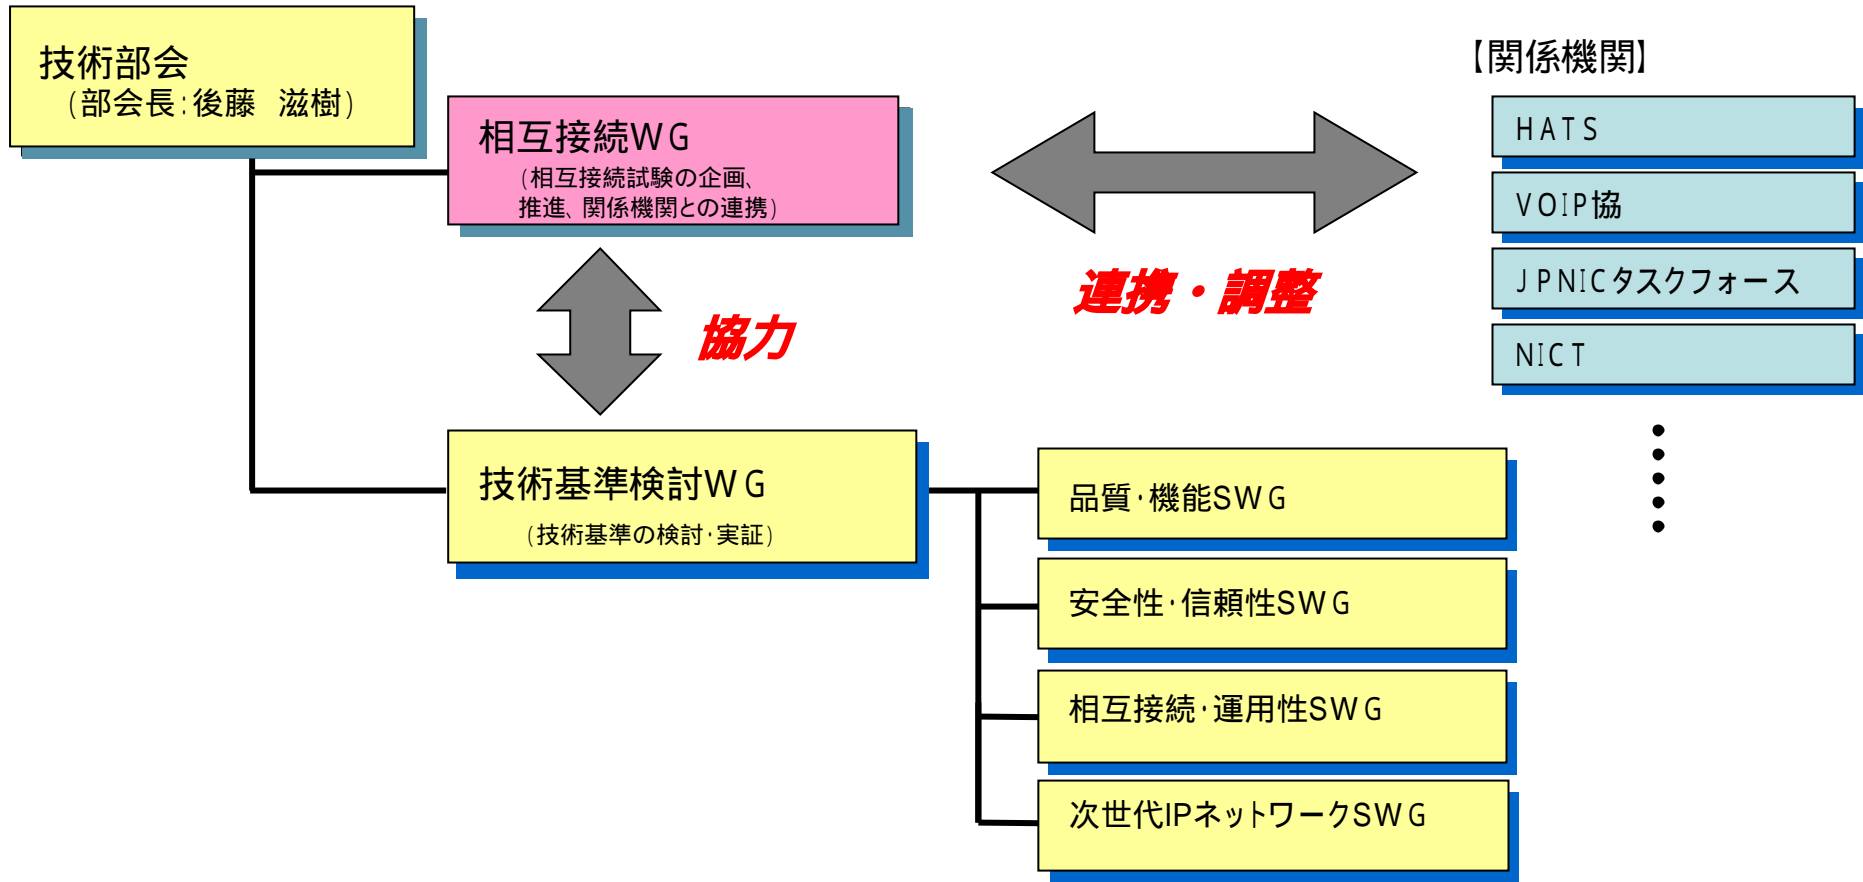 技術部会
(部会長:後藤 滋樹)
相互接続WG
(相互接続試験の企画、
推進、関係機関との連携)
協力
連携・調整
【関係機関】
HATS
VOIP協
JPNICタスクフォース
NICT
技術基準検討WG
(技術基準の検討・実証)
品質・機能SWG
安全性・信頼性SWG
相互接続・運用性SWG
次世代IPネットワークSWG